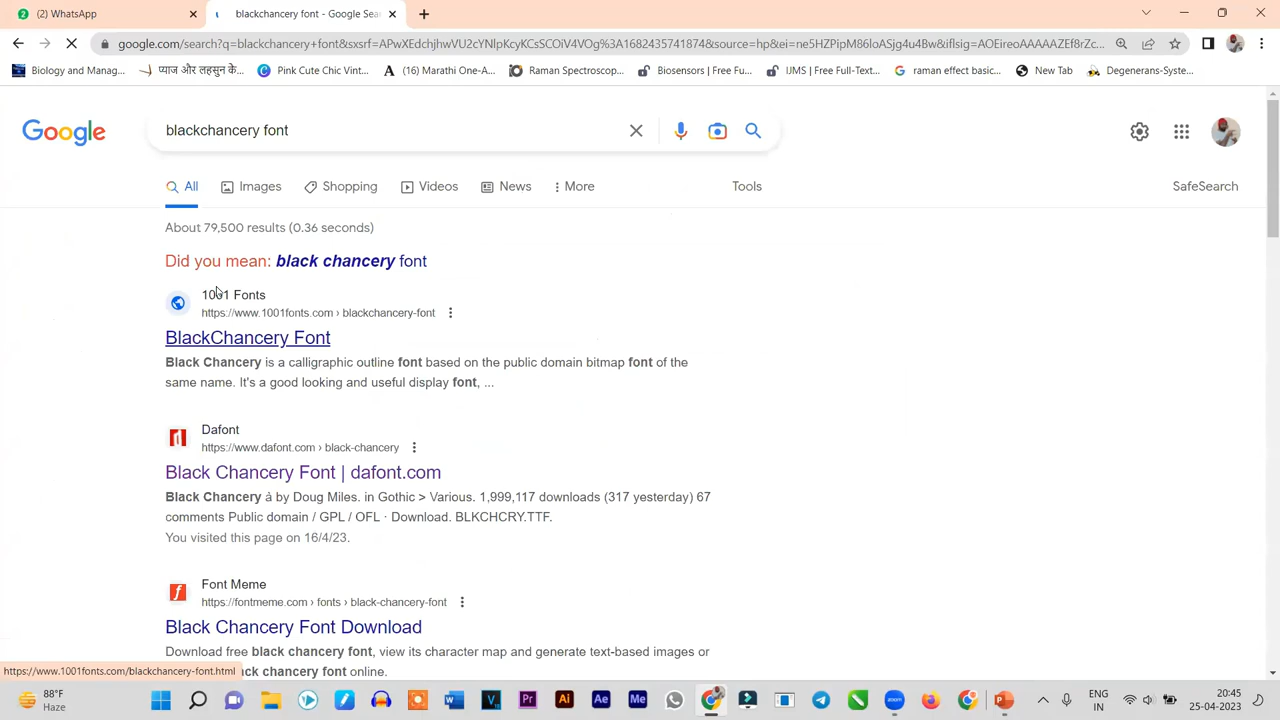 (1) WhatsApp
blackchancery font - Google Sea
google.com/search?q=blackchancery+font&sxsrf=
Biology and Manag...
प्याज और लहसुन के...
Pink Cute Chic Vint...
(16) Marathi One-A...
Raman Spectroscop...
Biosensors | Free Fu...
IJMS | Free Full-Text...
raman effect basic...
New Tab
Degenerans-Syste...
Google
blackchancery font
All
Images
Shopping
Videos
News
More
Tools
SafeSearch
About 79,500 results (0.36 seconds)
Did you mean: black chancery font
1001 Fonts
https://www.1001fonts.com › blackchancery-font
BlackChancery Font
Black Chancery is a calligraphic outline font based on the public domain bitmap font of the
same name. It's a good looking and useful display font, ...
Dafont
https://www.dafont.com › black-chancery
Black Chancery Font | dafont.com
Black Chancery à by Doug Miles. in Gothic > Various. 1,999,117 downloads (317 yesterday) 67
comments Public domain / GPL / OFL · Download. BLKCHCRY.TTF.
You visited this page on 16/4/23.
Font Meme
https://fontmeme.com › fonts › black-chancery-font
Black Chancery Font Download
Download free black chancery font, view its character map and generate text-based images or
ck chancery font online.
https://www.1001fonts.com/blackchancery-font.html
88°F
Haze
ENG
IN
20:45
25-04-2023